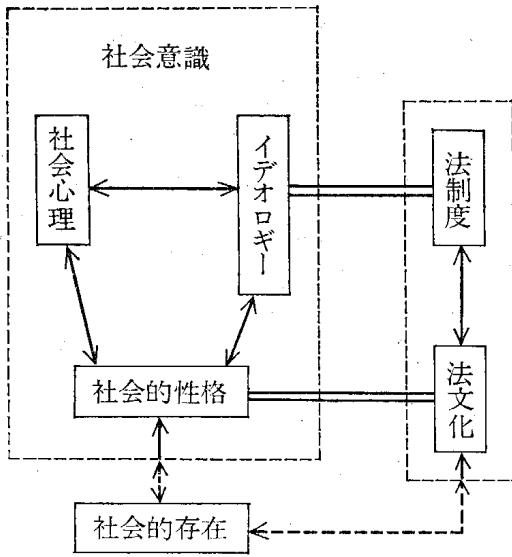 社会意識
社会心理
イデオロギー
法制度
社会的性格
法文化
社会的存在